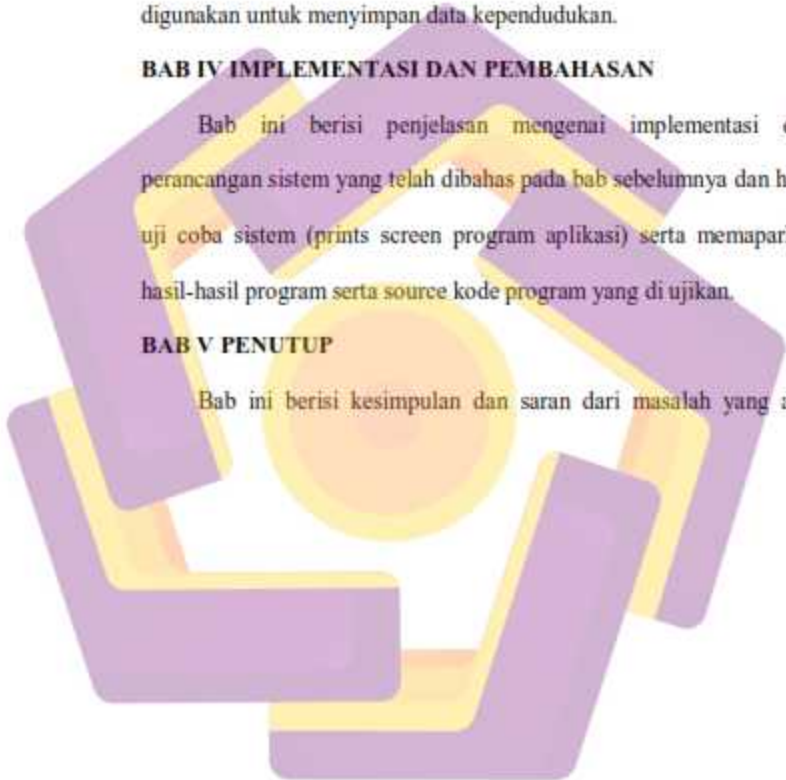 digunakan untuk menyimpan data kependudukan.
BAB IV IMPLEMENTASI DAN PEMBAHASAN
Bab ini berisi penjelasan mengenai implementasi
perancangan sistem yang telah dibahas pada bab sebelumnya dan
uji coba sistem (prints screen program aplikasi) serta
hasil-hasil program serta source kode program yang di ujikan.
BAB V PENUTUP
Bab ini berisi kesimpulan dan saran dari masalah yang